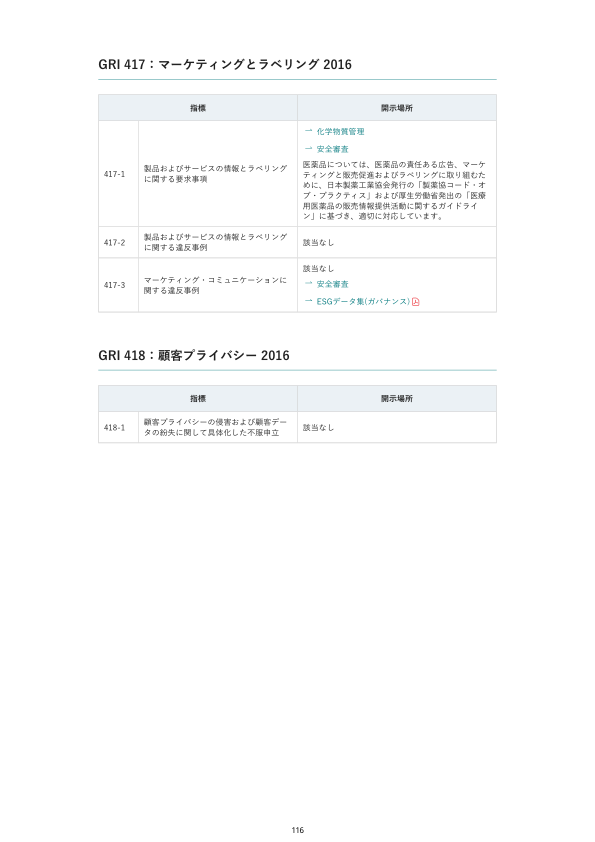 GRI 417：マーケティングとラベリング 2016
指標
開示場所
417-1
製品およびサービスの情報とラベリング
に関する要求事項
→ 化学物質管理
→ 安全審査
医薬品については、医薬品の責任ある広告、マーケ
ティングと販売促進およびラベリングに取り組むた
めに、日本製薬工業協会発行の「製薬協コード・オ
ブ・プラクティス」および厚生労働省発出の「医療
用医薬品の販売情報提供活動に関するガイドライ
ン」に基づき、適切に対応しています。
417-2
製品およびサービスの情報とラベリング
に関する違反事例
該当なし
417-3
マーケティング・コミュニケーションに
関する違反事例
該当なし
→ 安全審査
→ ESGデータ集(ガバナンス)
GRI 418：顧客プライバシー 2016
指標
開示場所
418-1
顧客プライバシーの侵害および顧客デー
タの紛失に関して具体化した不服申立
該当なし
116